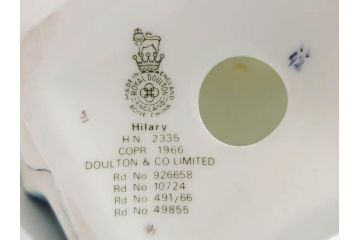 MADE IN ENGLAND
ROYAL DOULTON
ENGLAND
BONE CHINA
Hilary
H.N. 2335
COPR. 1966
DOULTON & CO LIMITED
Rd No 926658
Rd No 10724
Rd No 491/66
Rd No 49855